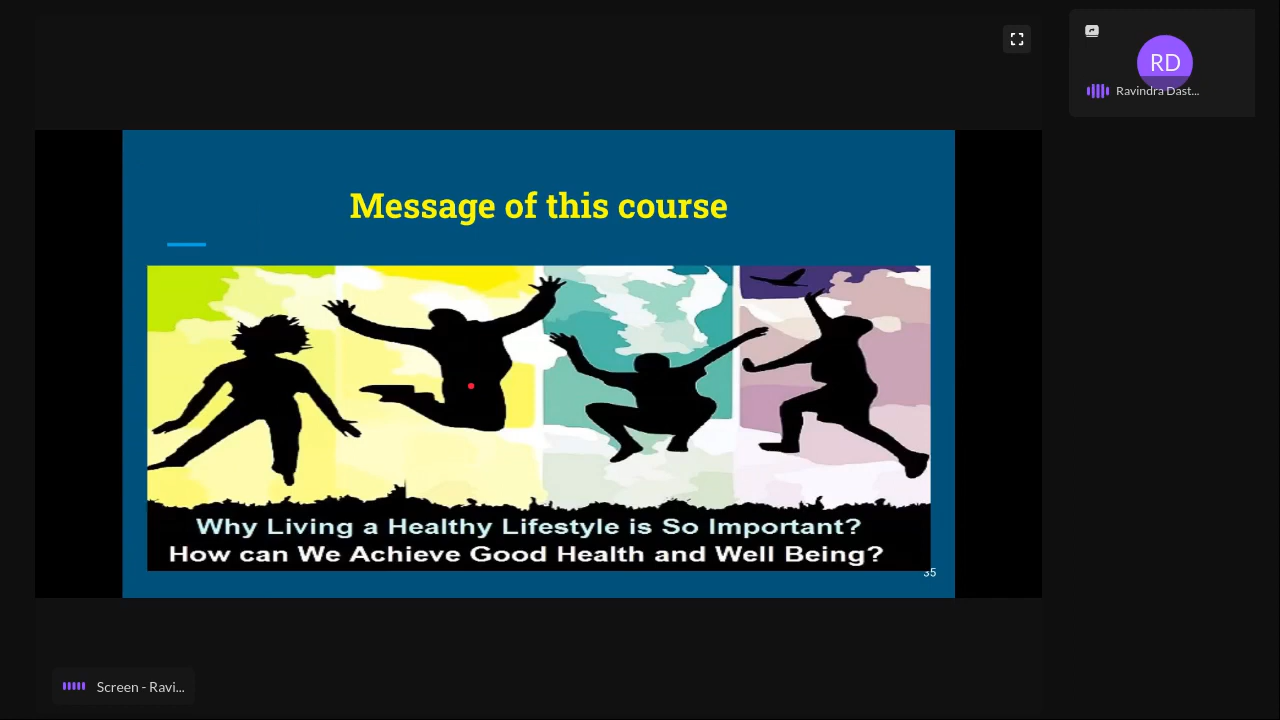 RD
Ravindra Dast...
Message of this course
Why Living a Healthy Lifestyle is So Important?
How can We Achieve Good Health and Well Being?
35
Screen - Ravi...